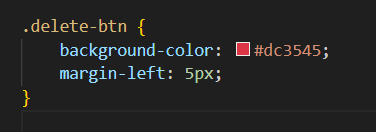 .delete-btn {
    background-color: #dc3545;
    margin-left: 5px;
}